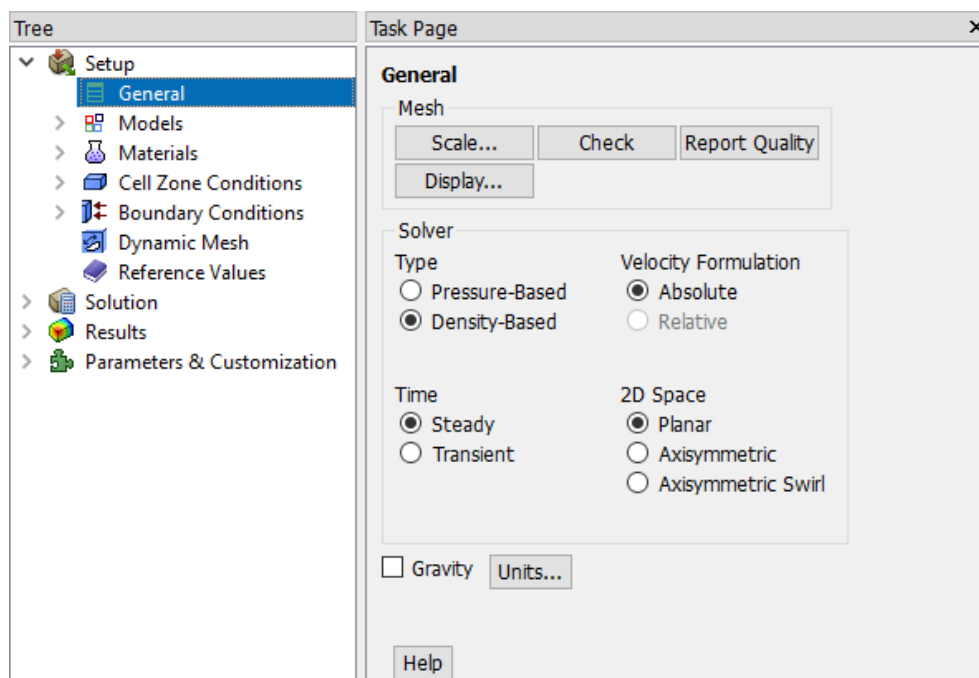 Tree
Setup
General
Models
Materials
Cell Zone Conditions
Boundary Conditions
Dynamic Mesh
Reference Values
Solution
Results
Parameters & Customization
Task Page
General
Mesh
Scale... Check Report Quality
Display...
Solver
Type Velocity Formulation
Pressure-Based Absolute
Density-Based Relative
Time 2D Space
Steady Planar
Transient Axisymmetric
Axisymmetric Swirl
Gravity Units...
Help